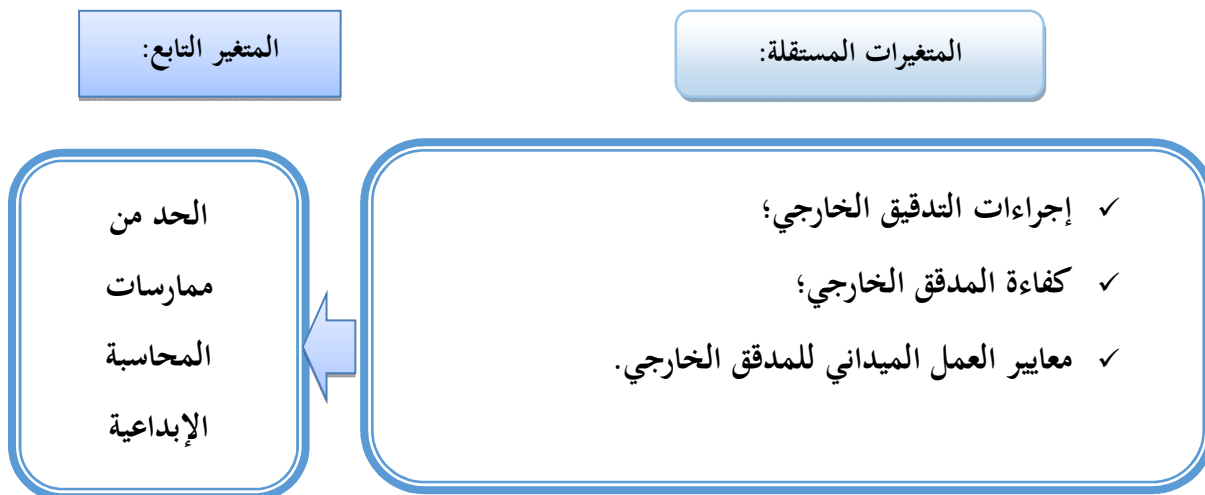 المتغيرات المستقلة:
المتغير التابع:
✓ إجراءات التدقيق الخارجي؛
✓ كفاءة المدقق الخارجي؛
✓ معايير العمل الميداني للمدقق الخارجي.
الحد من
ممارسات
المحاسبة
الإبداعية